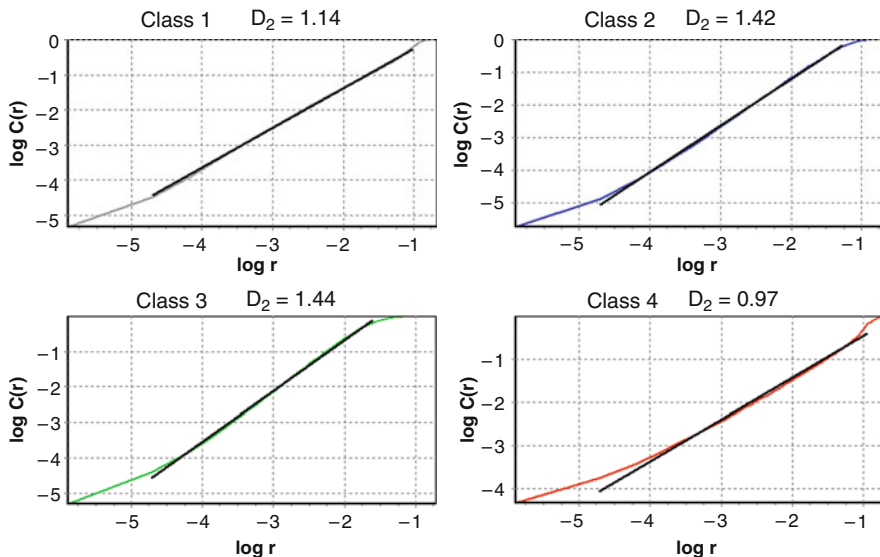 Class 1 D₂ = 1.14
0
−1
−2
−3
−4
−5
log C(r)
−5 −4 −3 −2 −1
log r
Class 2 D₂ = 1.42
0
−1
−2
−3
−4
−5
log C(r)
−5 −4 −3 −2 −1
log r
Class 3 D₂ = 1.44
−1
−2
−3
−4
−5
log C(r)
−5 −4 −3 −2 −1
log r
Class 4 D₂ = 0.97
−1
−2
−3
−4
log C(r)
−5 −4 −3 −2 −1
log r